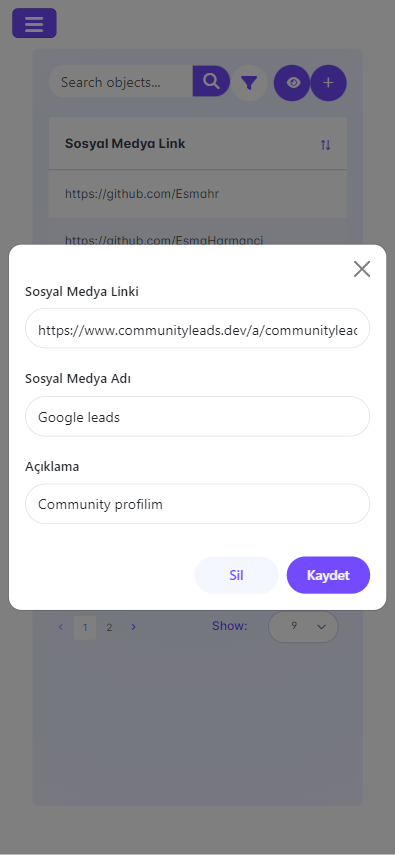 Search objects...
Sosyal Medya Link
https://github.com/Esmahr
https://github.com/EsmaHarmanci
Sosyal Medya Linki
https://www.communityleads.dev/a/communityleac
Sosyal Medya Adı
Google leads
Açıklama
Community profilim
Sil Kaydet
1 2 Show: 9